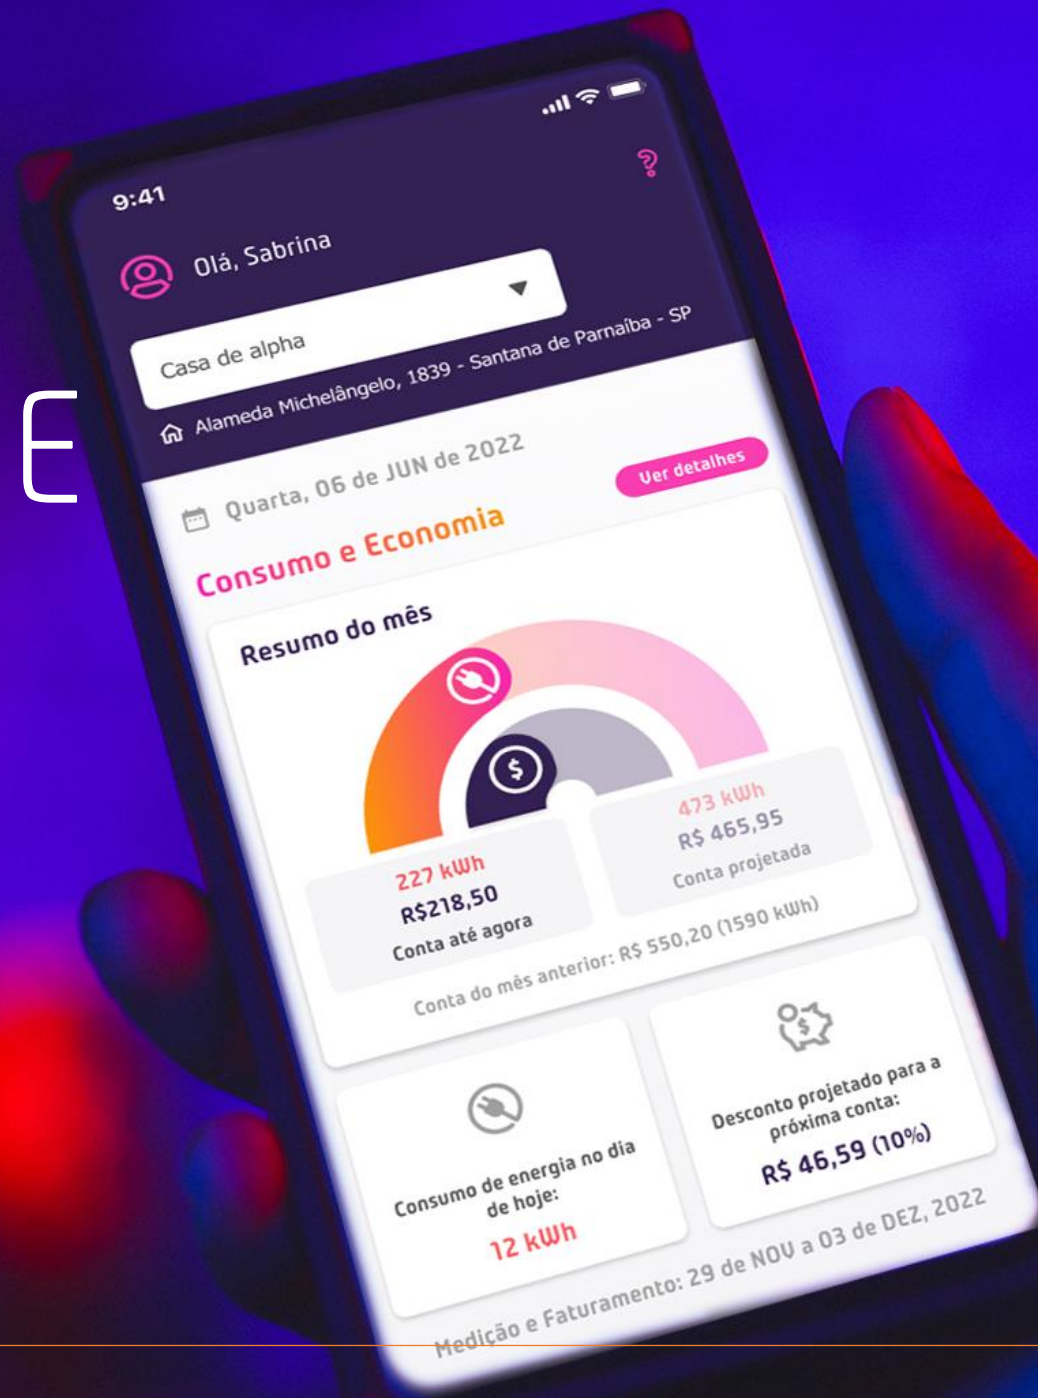 9:41
?
Olá, Sabrina
Casa de alpha
Alameda Michelângelo, 1839 - Santana de Parnaíba - SP
E
Quarta, 06 de JUN de 2022
Ver detalhes
Consumo e Economia
Resumo do mês
$
227 kWh
R$218,50
Conta até agora
473 kWh
R$ 465,95
Conta projetada
Conta do mês anterior: R$ 550,20 (1590 kWh)
Consumo de energia no dia
de hoje:
12 kWh
$
Desconto projetado para a
próxima conta:
R$ 46,59 (10%)
Medição e Faturamento: 29 de NOV a 03 de DEZ, 2022